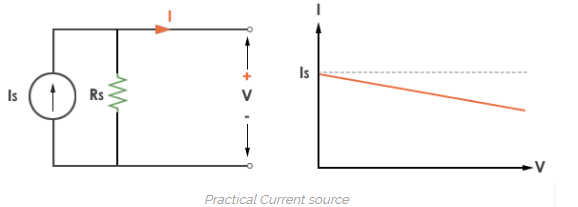 I
Is
Rs
+
V
-
I
Is
V
Practical Current source